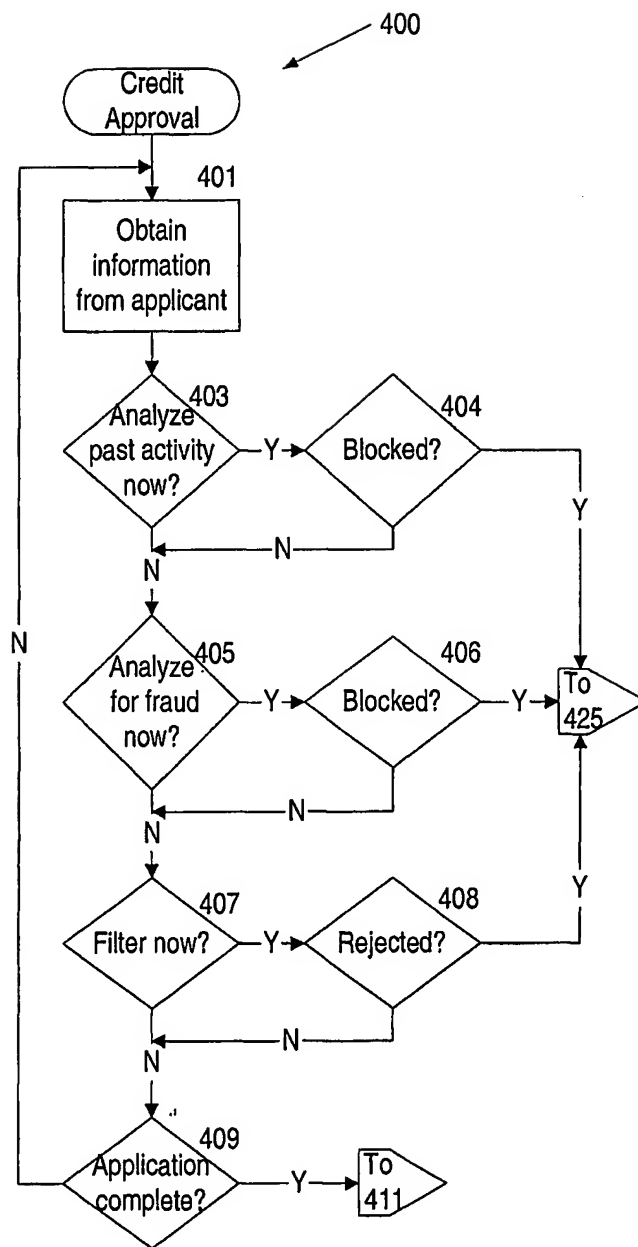 400
Credit
Approval
401
Obtain
information
from applicant
403
Analyze
past activity
now?
Y
404
Blocked?
Y
N
N
N
405
Analyze
for fraud
now?
Y
406
Blocked?
Y
To
425
N
N
407
Filter now?
Y
408
Rejected?
Y
N
N
409
Application
complete?
Y
To
411